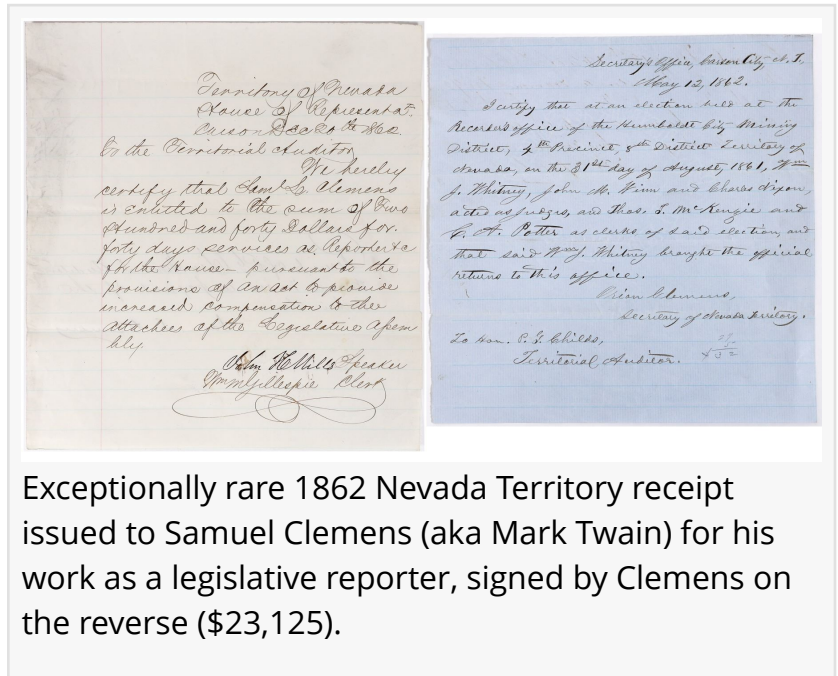 Territory of Nevada
House of Representat.
Carson
To the Territorial Auditor
We hereby
certify that Saml L. Clemens
is entitled to the sum of Two
Hundred and forty Dollars for
forty days services as Reporter &c
for the House - pursuant to the
provisions of an act to provide
increased compensation to the
attachees of the Legislative Assem
bly.
John H Mills Speaker
Wm M Gillespie Clerk
Secretary's Office, Carson City N. T.,
May 12, 1862.
I certify that at an election held at the
Recorder's office of the Humboldt City Mining
District, 4th Precinct, 8th District Territory of
Nevada, on the 31st day of August, 1861, Wm
J. Whitney, John M. Winn and Charles Nixon,
acted as judges, and Thos. J. McKenzie and
C. A. Potter as clerks of said election, and
that said Wm J. Whitney brought the official
returns to this office.
Orion Clemens,
Secretary of Nevada Territory.
To Hon. P. G. Childs,
Territorial Auditor.
Exceptionally rare 1862 Nevada Territory receipt
issued to Samuel Clemens (aka Mark Twain) for his
work as a legislative reporter, signed by Clemens on
the reverse ($23,125).